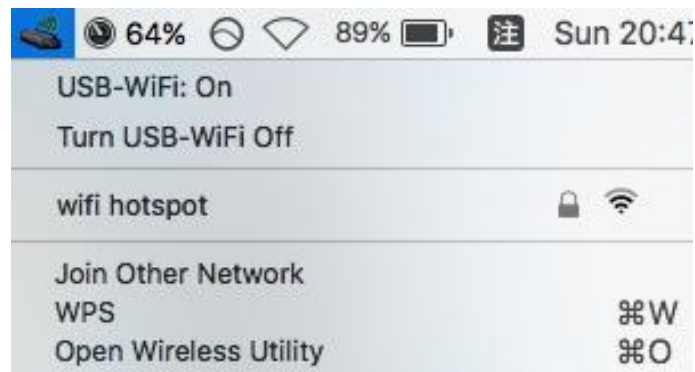 64% 89% 注 Sun 20:47
USB-WiFi: On
Turn USB-WiFi Off
wifi hotspot
Join Other Network
WPS ⌘W
Open Wireless Utility ⌘O